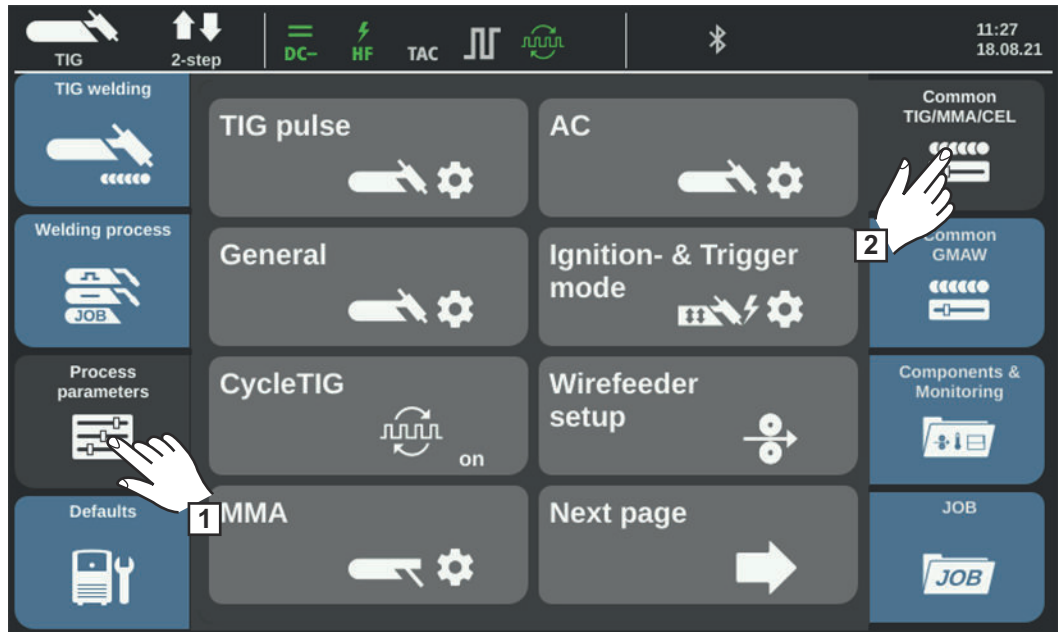 TIG
2-step
DC–
HF
TAC
11:27
18.08.21
TIG welding
Welding process
JOB
Process
parameters
1
Defaults
TIG pulse
AC
General
Ignition- & Trigger
mode
CycleTIG
on
Wirefeeder
setup
MMA
Next page
Common
TIG/MMA/CEL
2
Common
GMAW
Components &
Monitoring
JOB
JOB